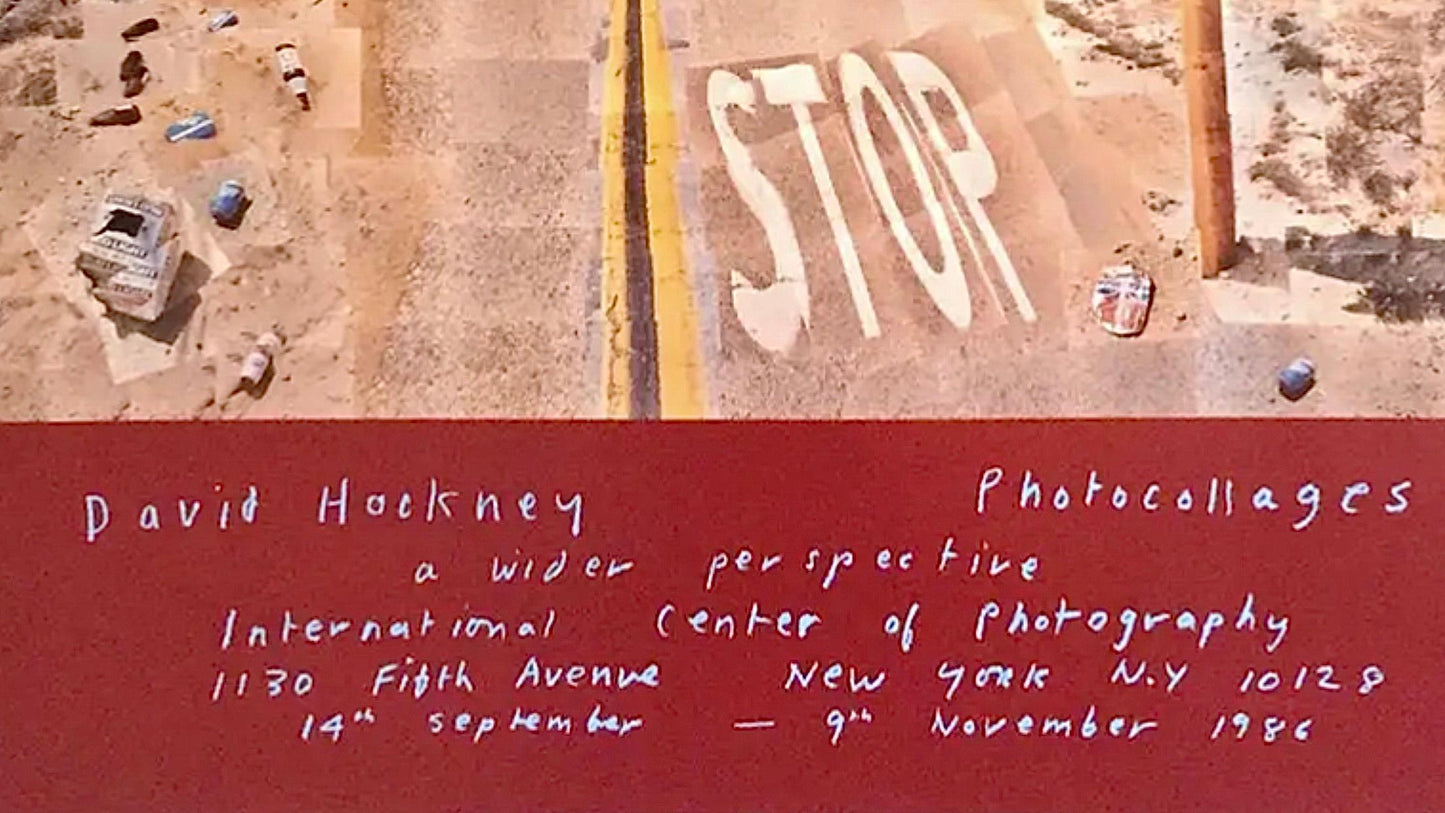 STOP
LIGHT
David Hockney Photocollages
a wider perspective
International Center of Photography
1130 Fifth Avenue New York N.Y 10128
14th september — 9th November 1986